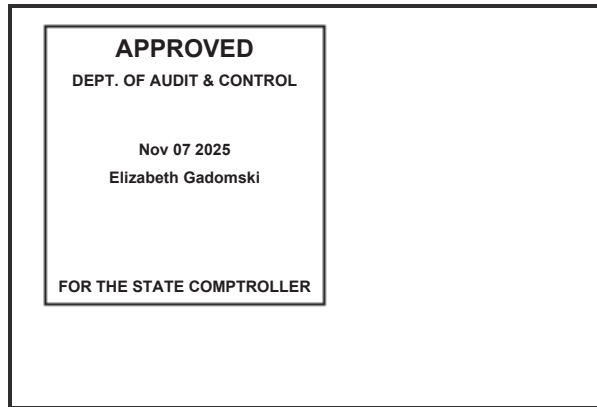 APPROVED
DEPT. OF AUDIT & CONTROL
Nov 07 2025
Elizabeth Gadomski
FOR THE STATE COMPTROLLER